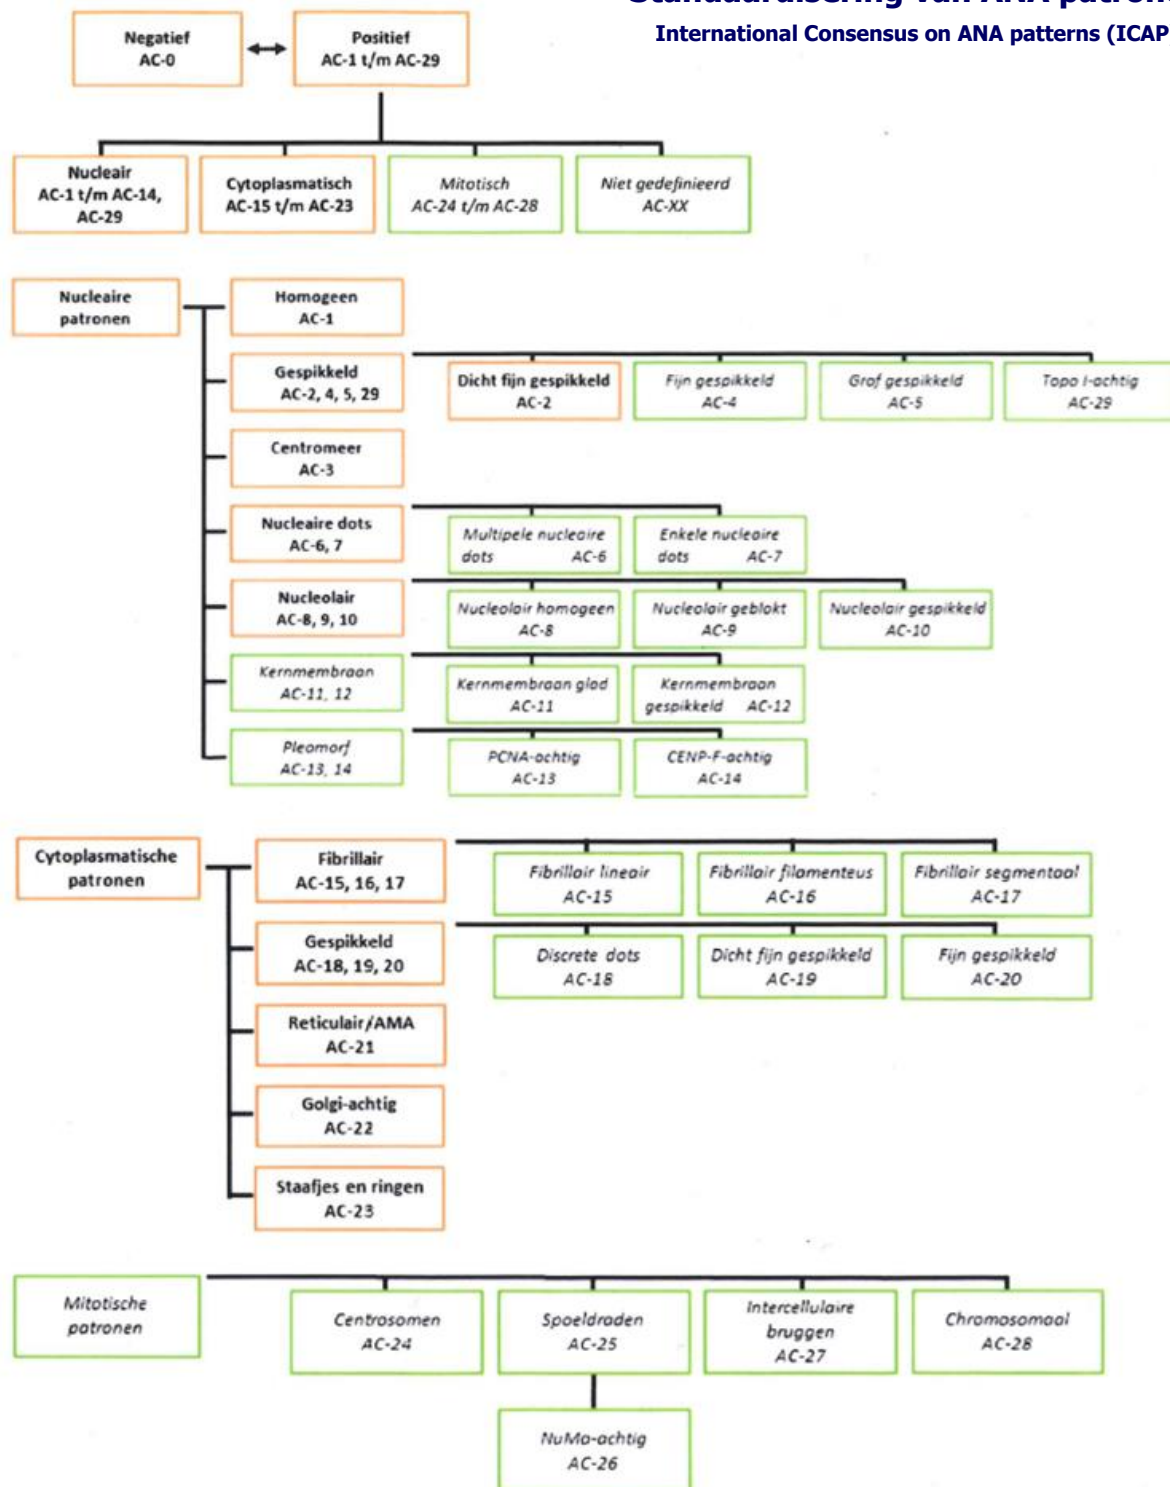 International Consensus on ANA patterns (ICAP
Negatief
AC-0
Positief
AC-1 t/m AC-29
Nucleair
AC-1 t/m AC-14,
AC-29
Cytoplasmatisch
AC-15 t/m AC-23
Mitotisch
AC-24 t/m AC-28
Niet gedefinieerd
AC-XX
Nucleaire
patronen
Homogeen
AC-1
Gespikkeld
AC-2, 4, 5, 29
Dicht fijn gespikkeld
AC-2
Fijn gespikkeld
AC-4
Grof gespikkeld
AC-5
Topo I-achtig
AC-29
Centromeer
AC-3
Nucleaire dots
AC-6, 7
Multipele nucleaire
dots AC-6
Enkele nucleaire
dots AC-7
Nucleolair
AC-8, 9, 10
Nucleolair homogeen
AC-8
Nucleolair geblokt
AC-9
Nucleolair gespikkeld
AC-10
Kernmembraan
AC-11, 12
Kernmembraan glad
AC-11
Kernmembraan
gespikkeld AC-12
Pleomorf
AC-13, 14
PCNA-achtig
AC-13
CENP-F-achtig
AC-14
Cytoplasmatische
patronen
Fibrillair
AC-15, 16, 17
Fibrillair lineair
AC-15
Fibrillair filamenteus
AC-16
Fibrillair segmentaal
AC-17
Gespikkeld
AC-18, 19, 20
Discrete dots
AC-18
Dicht fijn gespikkeld
AC-19
Fijn gespikkeld
AC-20
Reticulair/AMA
AC-21
Golgi-achtig
AC-22
Staafjes en ringen
AC-23
Mitotische
patronen
Centrosomen
AC-24
Spoeldraden
AC-25
Intercellulaire
bruggen
AC-27
Chromosomaal
AC-28
NuMa-achtig
AC-26